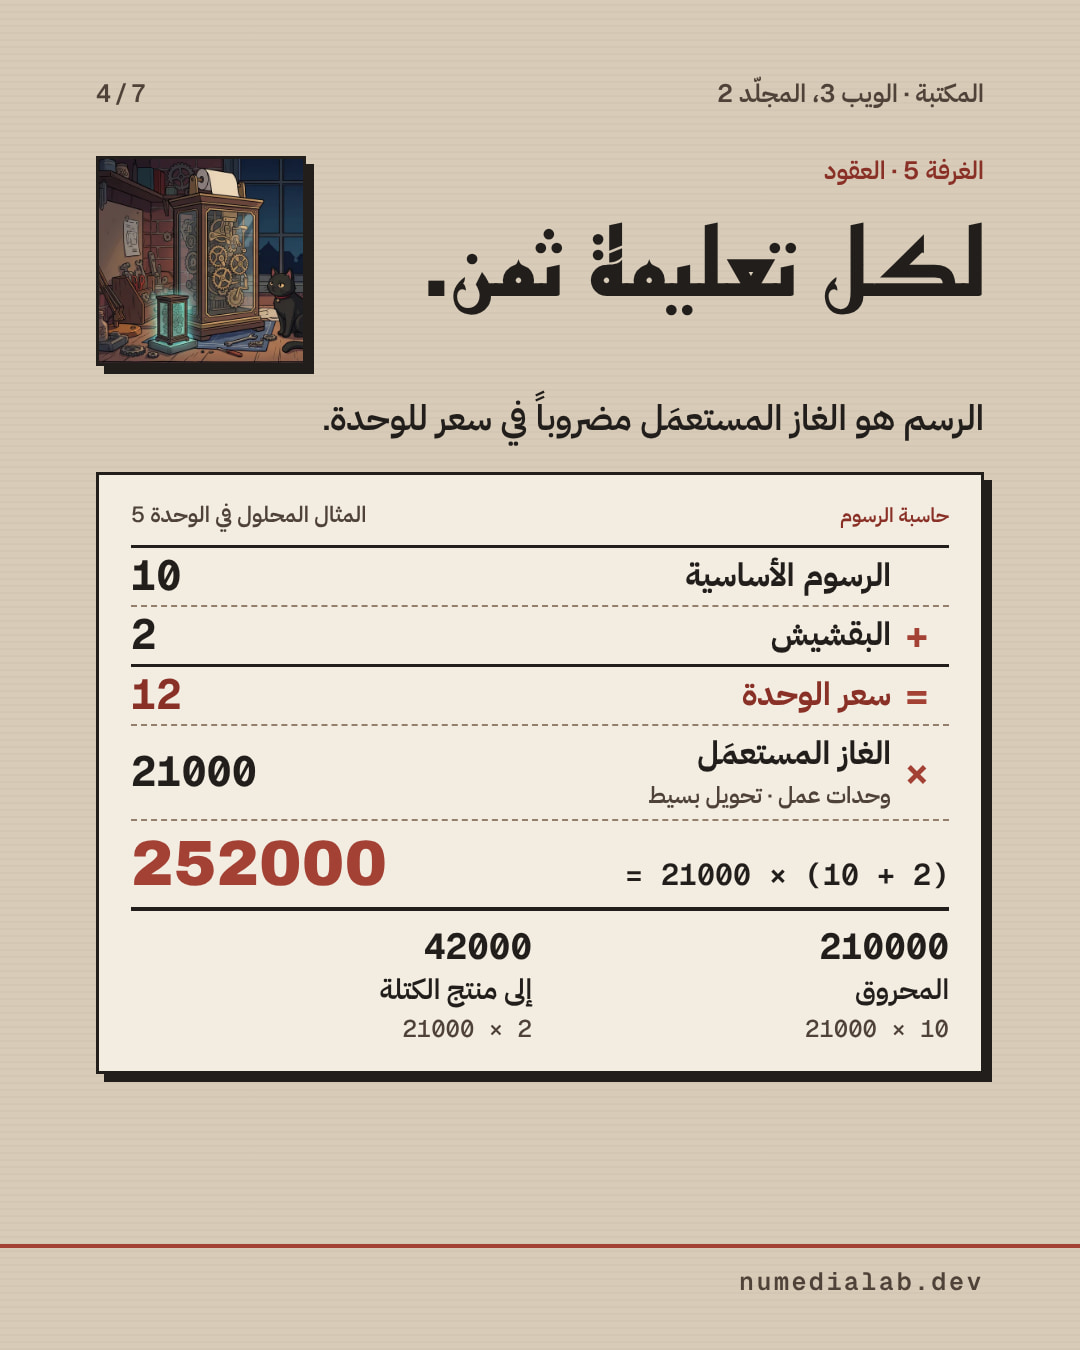 المكتبة · الويب 3، المجلّد 2
4 / 7
الغرفة 5 · العقود
لكل تعليمة ثمن.
الرسم هو الغاز المستعمَل مضروباً في سعر للوحدة.
حاسبة الرسوم
المثال المحلول في الوحدة 5
الرسوم الأساسية 10
+ البقشيش 2
= سعر الوحدة 12
× الغاز المستعمَل 21000
وحدات عمل · تحويل بسيط
= 21000 × (10 + 2)
252000
210000
المحروق
21000 × 10
42000
إلى منتج الكتلة
21000 × 2
numedialab.dev